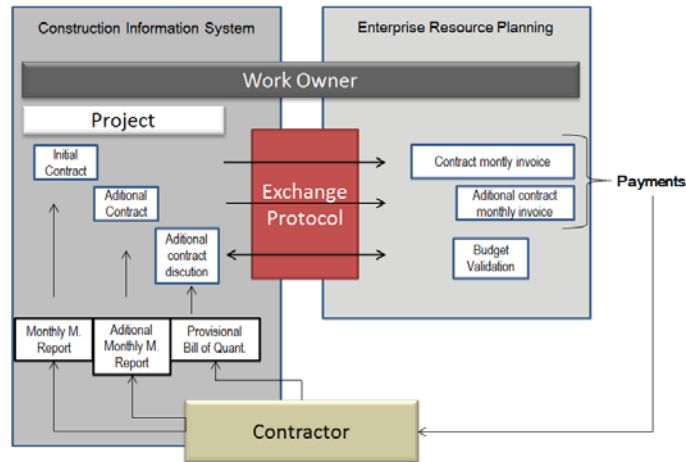 Construction Information System
Enterprise Resource Planning
Work Owner
Project
Initial
Contract
Aditional
Contract
Aditional
contract
discution
Exchange
Protocol
Contract montly invoice
Aditional contract
monthly invoice
Budget
Validation
Payments
Monthly M.
Report
Aditional
Monthly M.
Report
Provisional
Bill of Quant.
Contractor